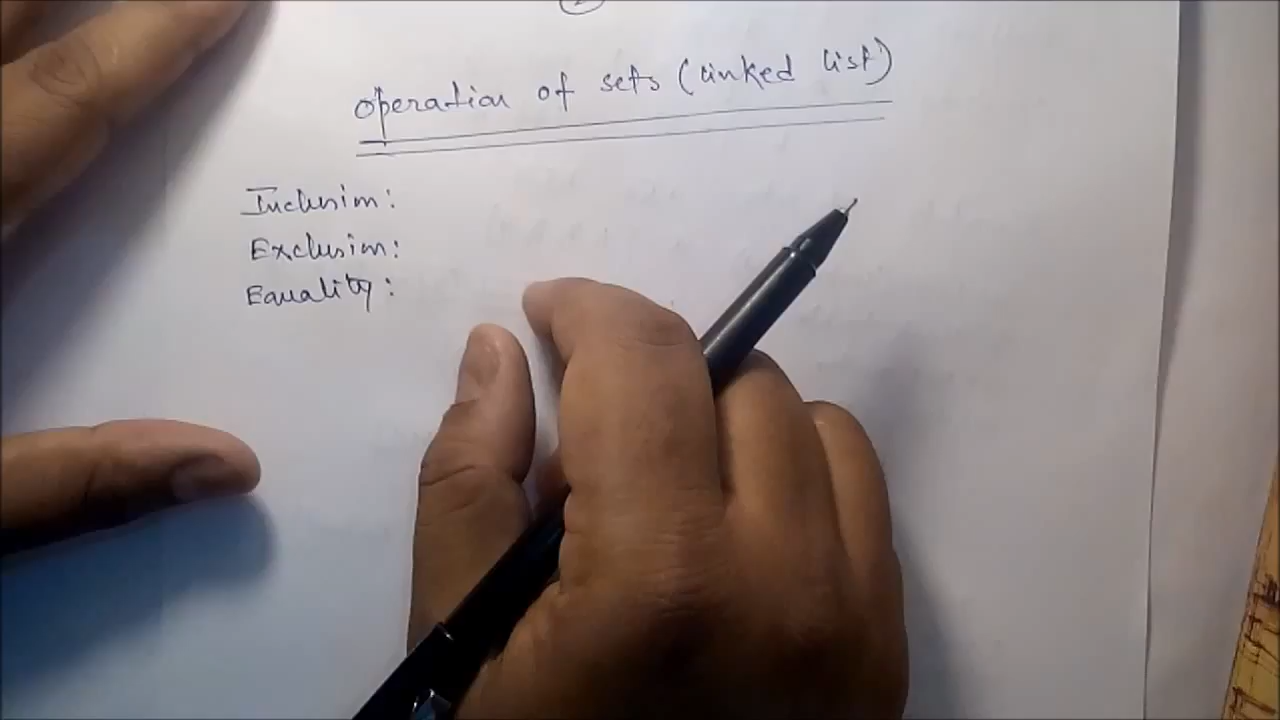 operation of sets (linked list)
Inclusion:
Exclusion:
Equality: